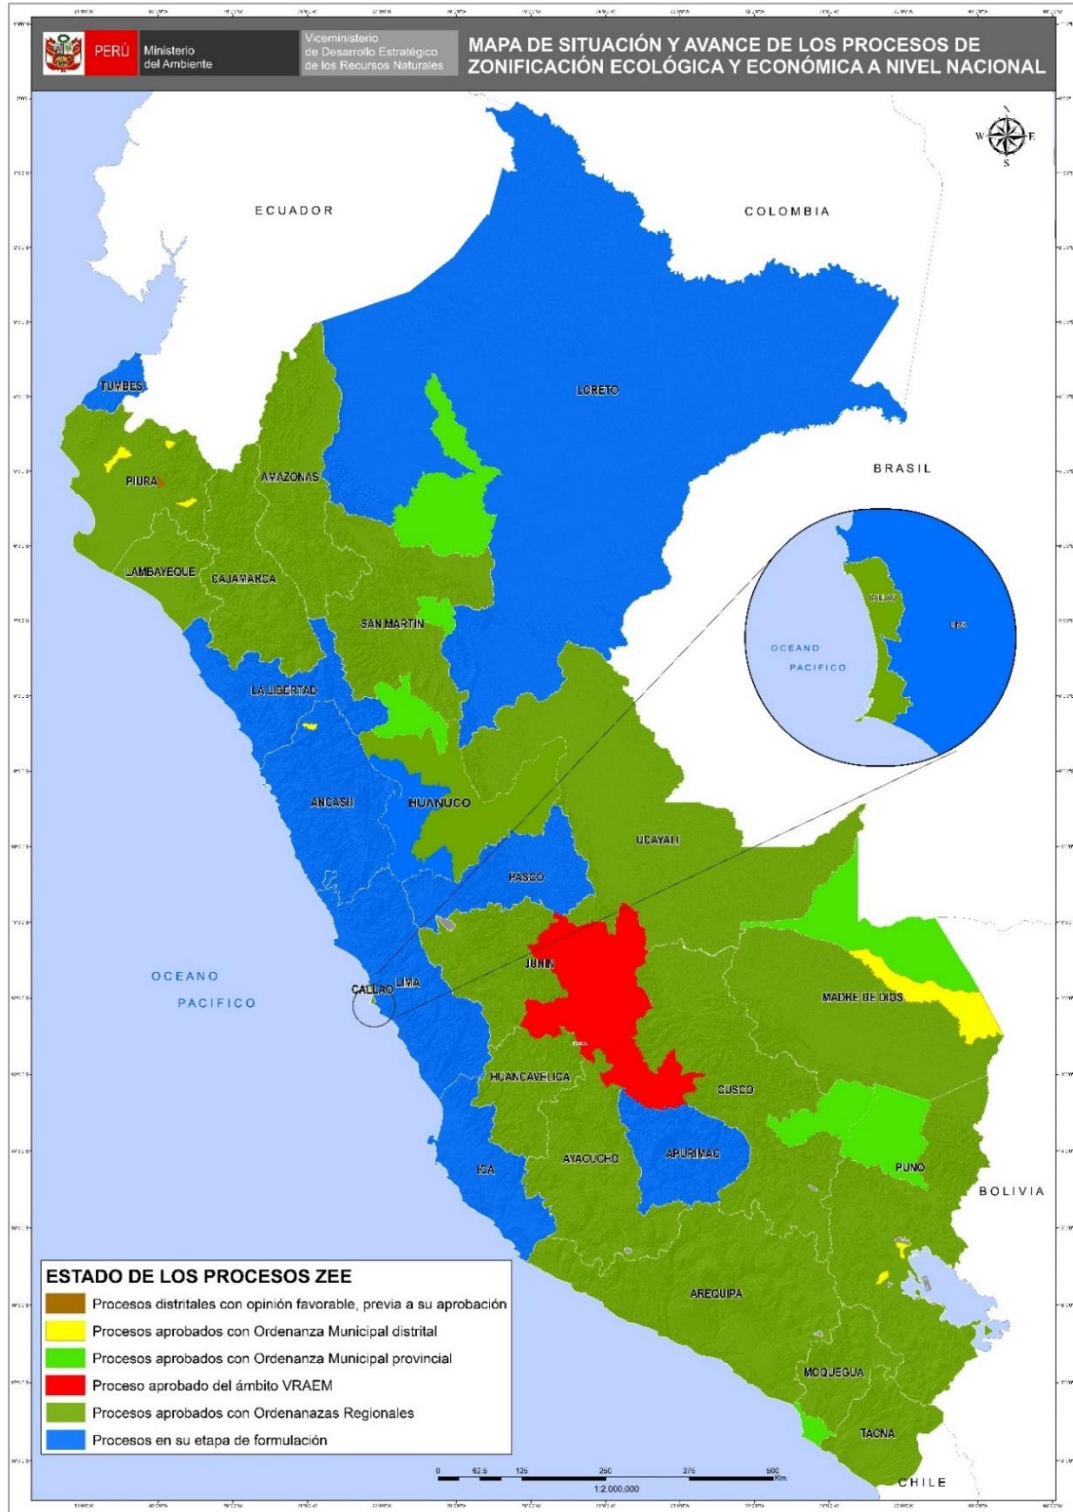 PERÚ
Ministerio
del Ambiente
Viceministerio
de Desarrollo Estratégico
de los Recursos Naturales
MAPA DE SITUACIÓN Y AVANCE DE LOS PROCESOS DE
ZONIFICACIÓN ECOLÓGICA Y ECONÓMICA A NIVEL NACIONAL
N
W
E
S
ECUADOR
COLOMBIA
TUMBES
LORETO
BRASIL
PIURA
AMAZONAS
LAMBAYEQUE
CAJAMARCA
SAN MARTIN
LIMA
OCEANO
PACIFICO
LA LIBERTAD
ANCASH
HUANUCO
UCAYALI
PASCO
OCEANO
PACIFICO
JUNIN
LIMA
CALLAO
MADRE DE DIOS
HUANCAVELICA
CUSCO
AYACUCHO
APURIMAC
ICA
PUNO
BOLIVIA
AREQUIPA
MOQUEGUA
TACNA
CHILE
ESTADO DE LOS PROCESOS ZEE
Procesos distritales con opinión favorable, previa a su aprobación
Procesos aprobados con Ordenanza Municipal distrital
Procesos aprobados con Ordenanza Municipal provincial
Proceso aprobado del ámbito VRAEM
Procesos aprobados con Ordenanazas Regionales
Procesos en su etapa de formulación
0 62.5 125 250 375 500
Km.
1:2.000,000